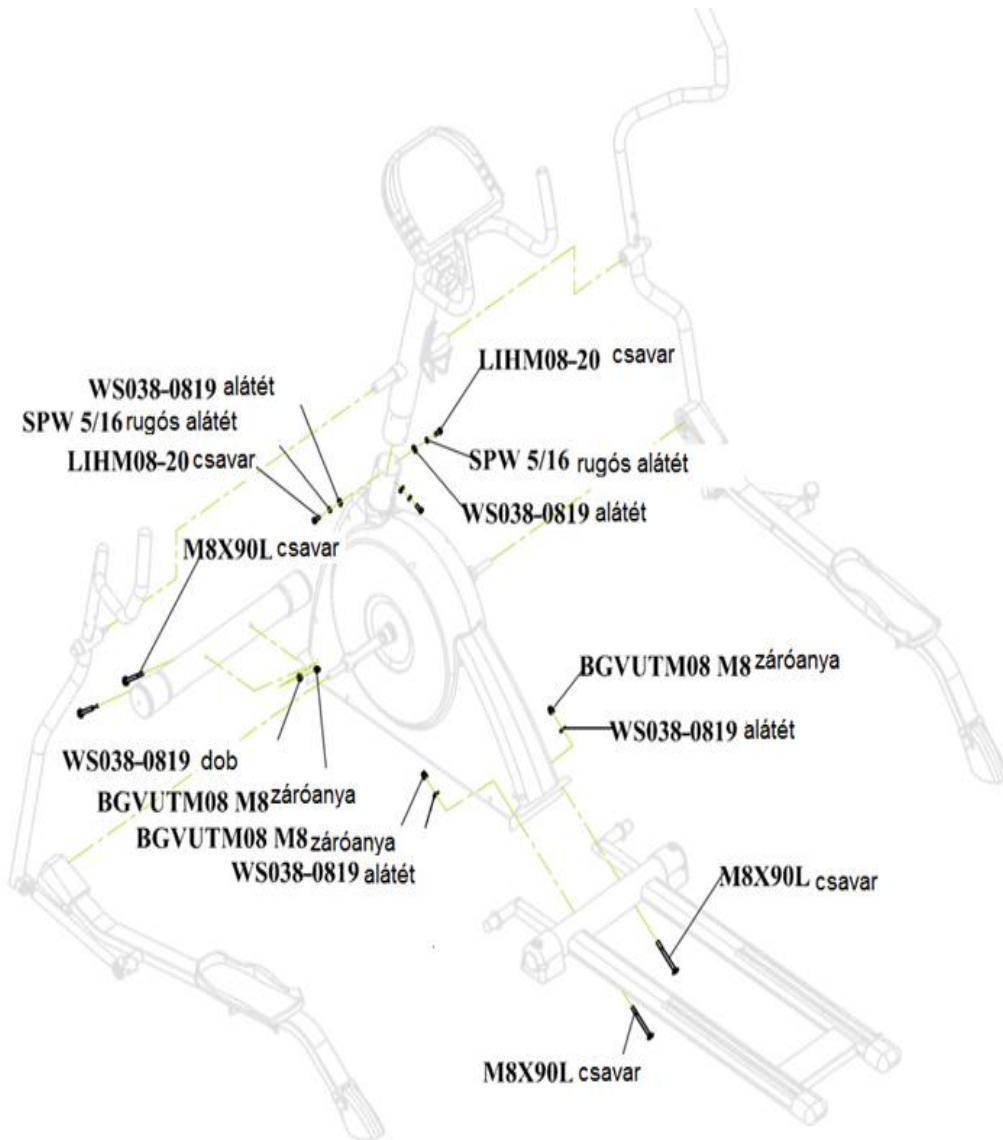 LIHM08-20 csavar
WS038-0819 alátét
SPW 5/16 rugós alátét
LIHM08-20 csavar
SPW 5/16 rugós alátét
WS038-0819 alátét
M8X90L csavar
BGVUTM08 M8 záróanya
WS038-0819 alátét
WS038-0819 dob
BGVUTM08 M8 záróanya
BGVUTM08 M8 záróanya
WS038-0819 alátét
M8X90L csavar
M8X90L csavar